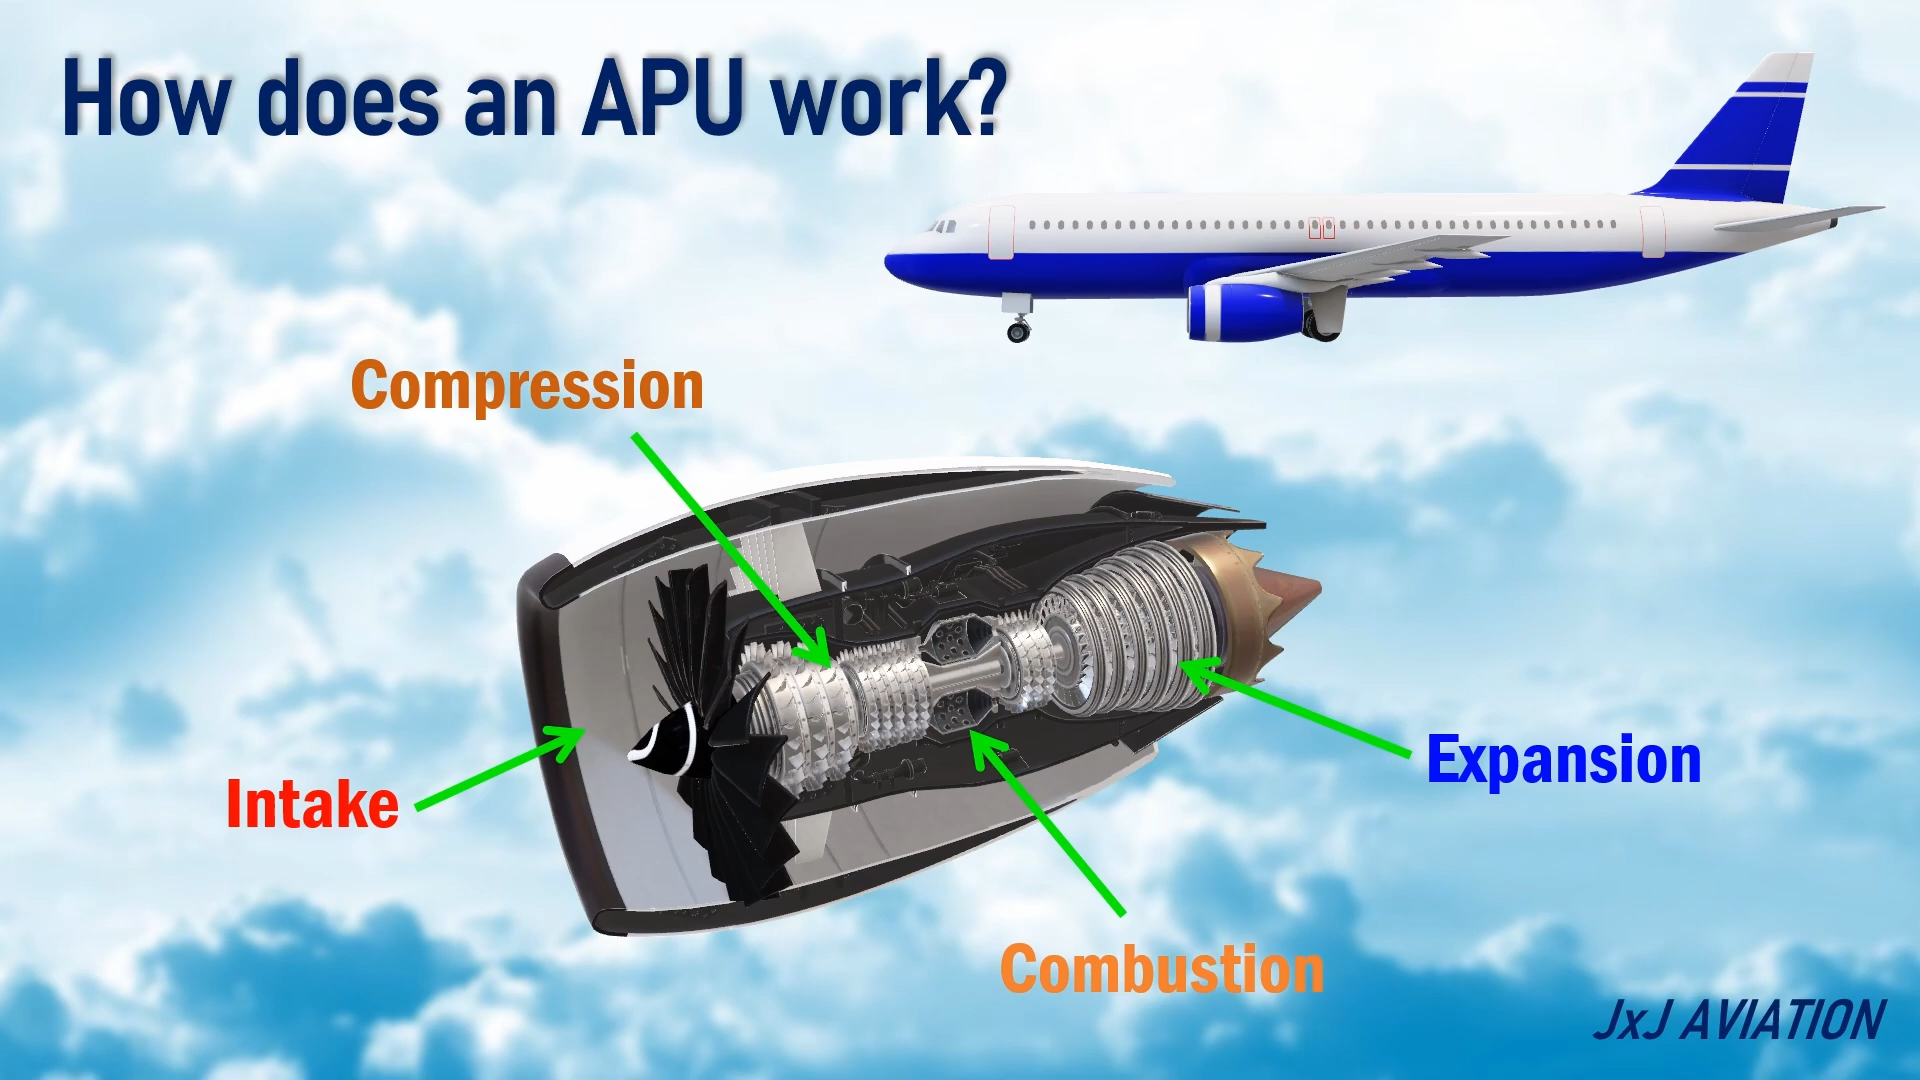 How does an APU work?
Compression
Intake
Expansion
Combustion
JxJ AVIATION